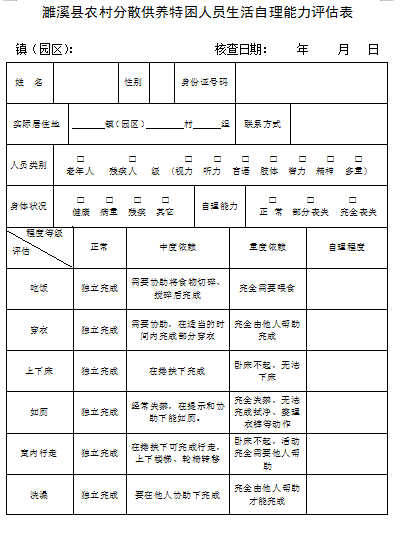 濉溪县农村分散供养特困人员生活自理能力评估表
镇（园区）： 核查日期： 年 月 日
姓 名 性别 身份证号码
实际居住地 ______镇（园区）______村____组 联系方式
人员类别 □ □ □ □ □ □ □ □ □
老年人 残疾人 级 （视力 听力 言语 肢体 智力 精神 多重）
身体状况 □ □ □ □ 自理能力 □ □ □
健康 病重 残疾 其它 正 常 部分丧失 完全丧失
程度等级
评估
正常 中度依赖 重度依赖 自理程度
吃饭 独立完成 需要协助将食物切碎、
搅碎后完成 完全需要喂食
穿衣 独立完成 需要协助，在适当的时
间内完成部分穿衣 完全由他人帮助
完成
上下床 独立完成 在搀扶下完成 卧床不起，无法
下床
如厕 独立完成 经常失禁，在提示和协
助下能如厕。 完全失禁，无法
完成拭净、整理
衣裤等动作
室内行走 独立完成 在搀扶下可完成行走，
上下楼梯、轮椅转移 卧床不起，活动
完全需要他人帮
助
洗澡 独立完成 要在他人协助下完成 完全由他人帮助
才能完成